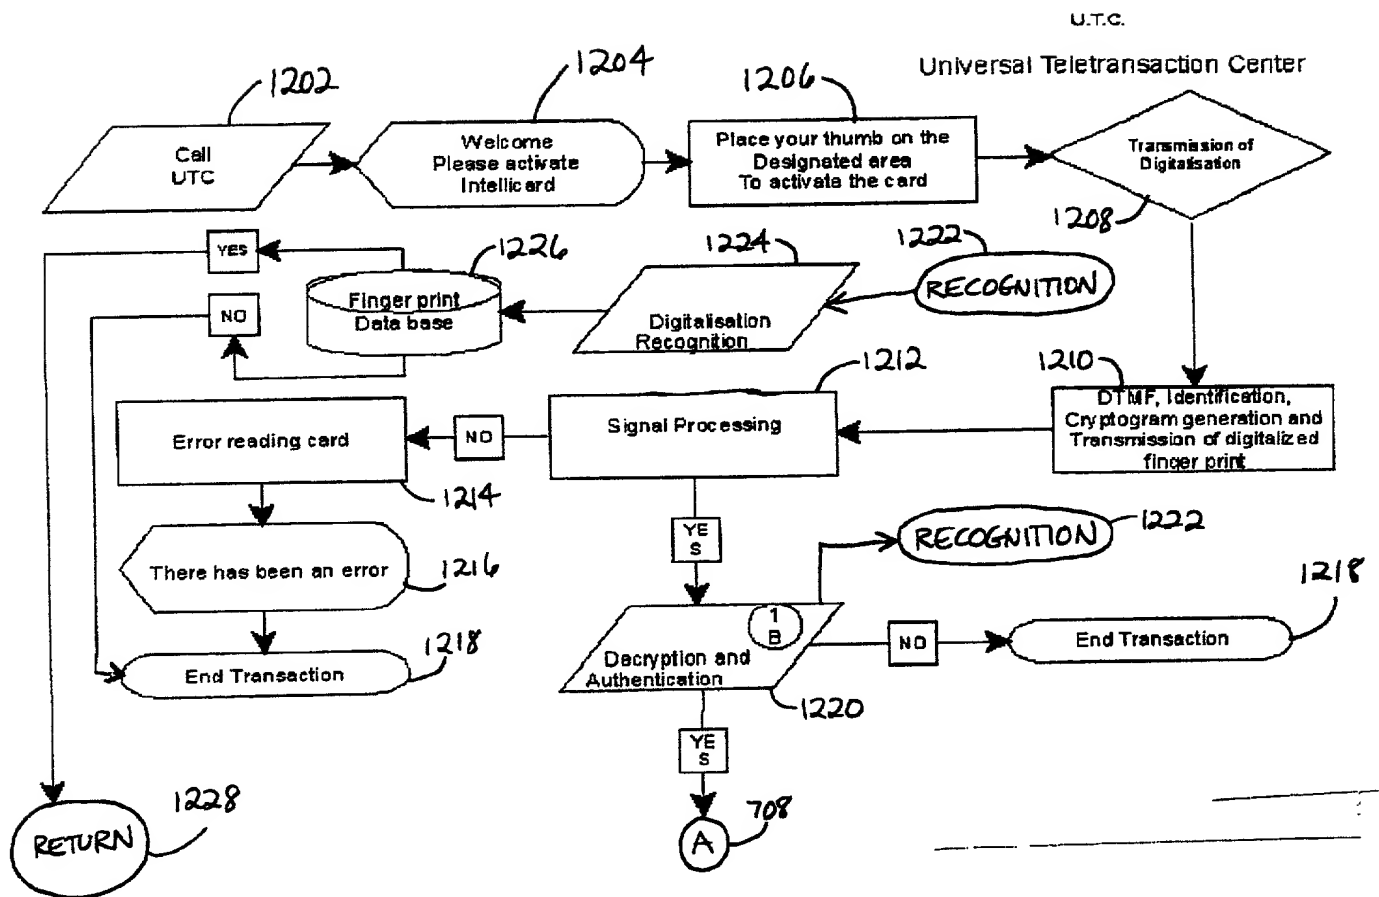 U.T.C.
Universal Teletransaction Center
1202
1204
1206
Call
UTC
Welcome
Please activate
Intellicard
Place your thumb on the
Designated area
To activate the card
Transmission of
Digitalisation
1208
YES
NO
1226
Finger print
Data base
1224
Digitalisation
Recognition
1222
RECOGNITION
1210
DTMF, Identification,
Cryptogram generation and
Transmission of digitalized
finger print
1212
Signal Processing
NO
Error reading card
1214
There has been an error
1216
End Transaction
1218
YE
S
RECOGNITION
1222
1
B
Decryption and
Authentication
1220
NO
End Transaction
1218
YE
S
A
708
RETURN
1228